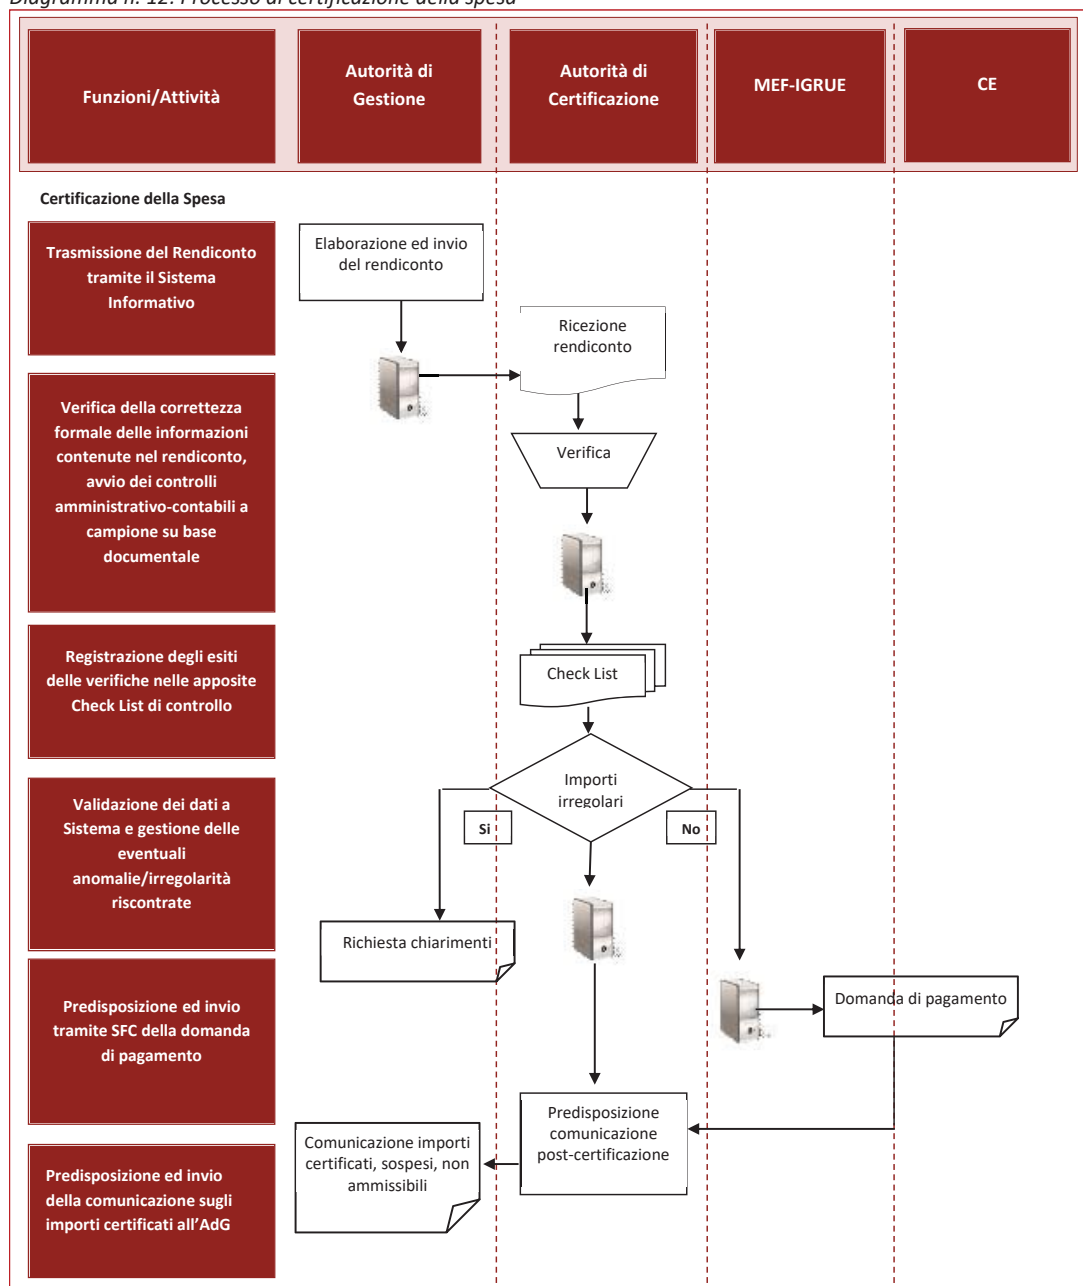 Diagramma n. 12: Processo di certificazione della spesa
Funzioni/Attività
Autorità di
Gestione
Autorità di
Certificazione
MEF-IGRUE
CE
Certificazione della Spesa
Trasmissione del Rendiconto
tramite il Sistema
Informativo
Elaborazione ed invio
del rendiconto
Ricezione
rendiconto
Verifica della correttezza
formale delle informazioni
contenute nel rendiconto,
avvio dei controlli
amministrativo-contabili a
campione su base
documentale
Verifica
Registrazione degli esiti
delle verifiche nelle apposite
Check List di controllo
Check List
Validazione dei dati a
Sistema e gestione delle
eventuali
anomalie/irregolarità
riscontrate
Importi
irregolari
Si
No
Richiesta chiarimenti
Predisposizione ed invio
tramite SFC della domanda
di pagamento
Domanda di pagamento
Predisposizione
comunicazione
post-certificazione
Comunicazione importi
certificati, sospesi, non
ammissibili
Predisposizione ed invio
della comunicazione sugli
importi certificati all'AdG